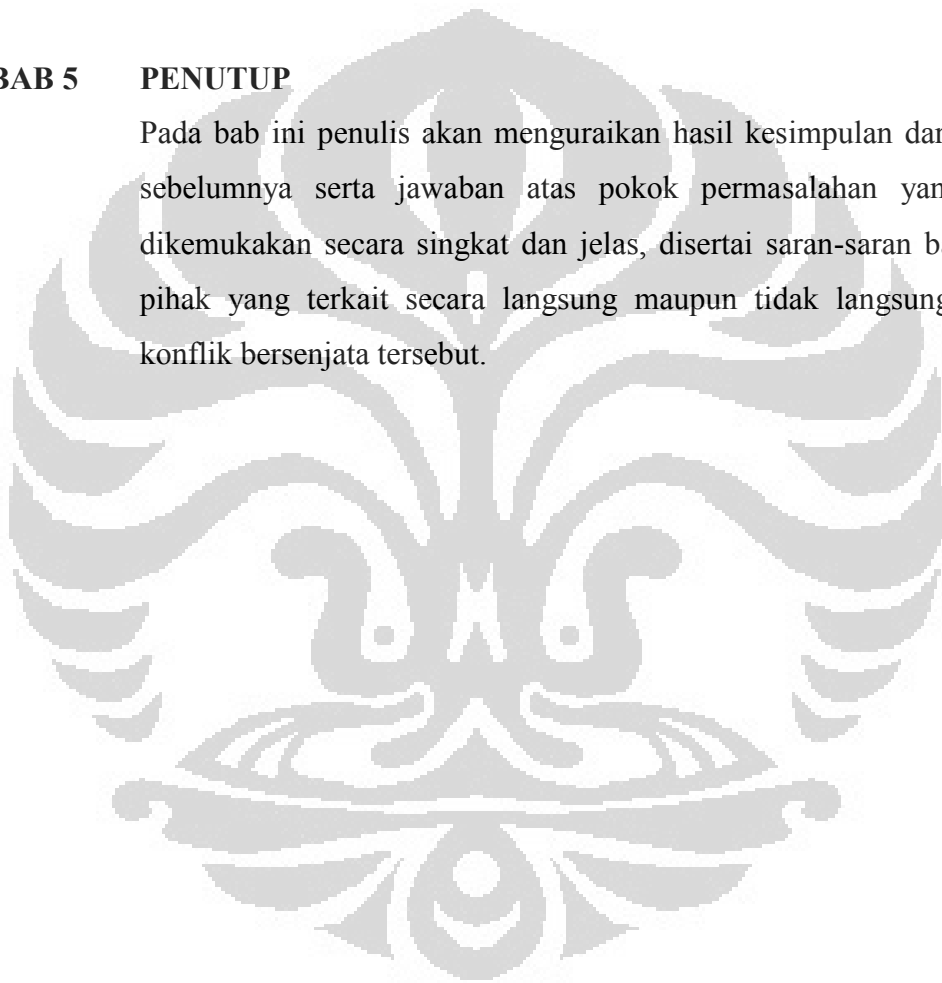 BAB 5 PENUTUP
Pada bab ini penulis akan menguraikan hasil kesimpulan dar
sebelumnya serta jawaban atas pokok permasalahan yan
dikemukakan secara singkat dan jelas, disertai saran-saran ba
pihak yang terkait secara langsung maupun tidak langsung
konflik bersenjata tersebut.